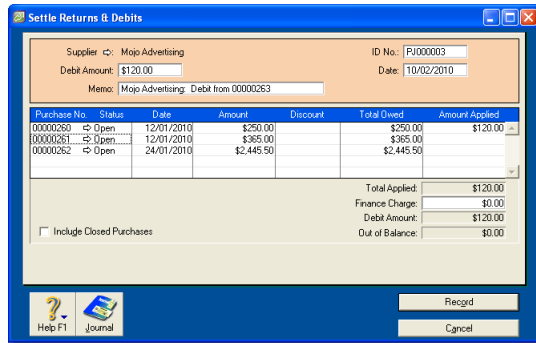 Settle Returns & Debits
Supplier ⇨: Mojo Advertising
ID No.: PJ000003
Debit Amount: $120.00
Date: 10/02/2010
Memo: Mojo Advertising: Debit from 00000263
Purchase No. Status Date Amount Discount Total Owed Amount Applied
00000260 ⇨ Open 12/01/2010 $250.00 $250.00 $120.00
00000261 ⇨ Open 12/01/2010 $365.00 $365.00
00000262 ⇨ Open 24/01/2010 $2,445.50 $2,445.50
Total Applied: $120.00
Finance Charge: $0.00
Debit Amount: $120.00
Include Closed Purchases
Out of Balance: $0.00
Help F1
Journal
Record
Cancel